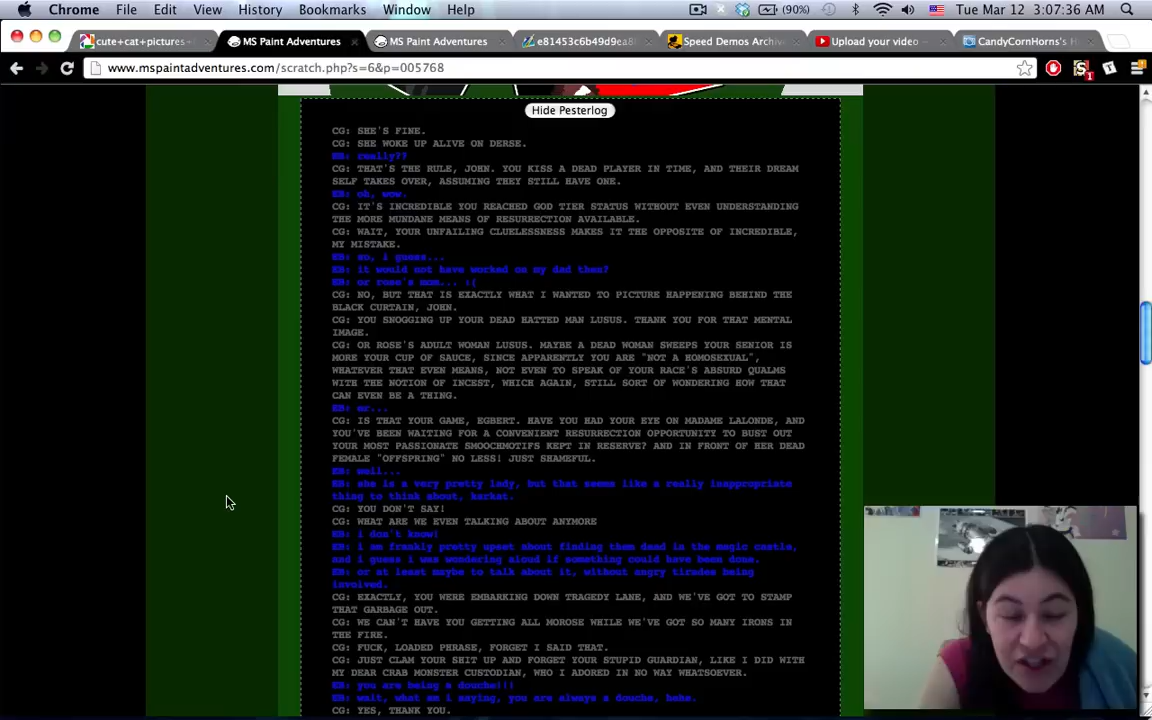 Chrome File Edit View History Bookmarks Window Help (90%) Tue Mar 12 3:07:36 AM
cute+cat+pictures- MS Paint Adventures MS Paint Adventures e81453c6b49d9ea8 Speed Demos Archiv Upload your video - CandyCornHorns's H
www.mspaintadventures.com/scratch.php?s=6&p=005768
Hide Pesterlog
CG: SHE'S FINE.
CG: SHE WOKE UP ALIVE ON DERSE.
EB: really??
CG: THAT'S THE RULE, JOHN. YOU KISS A DEAD PLAYER IN TIME, AND THEIR DREAM
SELF TAKES OVER, ASSUMING THEY STILL HAVE ONE.
EB: oh, wow.
CG: IT'S INCREDIBLE YOU REACHED GOD TIER STATUS WITHOUT EVEN UNDERSTANDING
THE MORE MUNDANE MEANS OF RESURRECTION AVAILABLE.
CG: WAIT, YOUR UNFAILING CLUELESSNESS MAKES IT THE OPPOSITE OF INCREDIBLE,
MY MISTAKE.
EB: so, i guess...
EB: it would not have worked on my dad then?
EB: or rose's mom... :(
CG: NO, BUT THAT IS EXACTLY WHAT I WANTED TO PICTURE HAPPENING BEHIND THE
BLACK CURTAIN, JOHN.
CG: YOU SNOGGING UP YOUR DEAD HATTED MAN LUSUS. THANK YOU FOR THAT MENTAL
IMAGE.
CG: OR ROSE'S ADULT WOMAN LUSUS. MAYBE A DEAD WOMAN SWEEPS YOUR SENIOR IS
MORE YOUR CUP OF SAUCE, SINCE APPARENTLY YOU ARE "NOT A HOMOSEXUAL",
WHATEVER THAT EVEN MEANS, NOT EVEN TO SPEAK OF YOUR RACE'S ABSURD QUALMS
WITH THE NOTION OF INCEST, WHICH AGAIN, STILL SORT OF WONDERING HOW THAT
CAN EVEN BE A THING.
EB: er...
CG: IS THAT YOUR GAME, EGBERT. HAVE YOU HAD YOUR EYE ON MADAME LALONDE, AND
YOU'VE BEEN WAITING FOR A CONVENIENT RESURRECTION OPPORTUNITY TO BUST OUT
YOUR MOST PASSIONATE SMOOCHMOTIFS KEPT IN RESERVE? AND IN FRONT OF HER DEAD
FEMALE "OFFSPRING" NO LESS! JUST SHAMEFUL.
EB: well...
EB: she is a very pretty lady, but that seems like a really inappropriate
thing to think about, karkat.
CG: YOU DON'T SAY!
CG: WHAT ARE WE EVEN TALKING ABOUT ANYMORE
EB: i don't know!
EB: i am frankly pretty upset about finding them dead in the magic castle,
and i guess i was wondering aloud if something could have been done.
EB: or at least maybe to talk about it, without angry tirades being
involved.
CG: EXACTLY, YOU WERE EMBARKING DOWN TRAGEDY LANE, AND WE'VE GOT TO STAMP
THAT GARBAGE OUT.
CG: WE CAN'T HAVE YOU GETTING ALL MOROSE WHILE WE'VE GOT SO MANY IRONS IN
THE FIRE.
CG: FUCK, LOADED PHRASE, FORGET I SAID THAT.
CG: JUST CLAM YOUR SHIT UP AND FORGET YOUR STUPID GUARDIAN, LIKE I DID WITH
MY DEAR CRAB MONSTER CUSTODIAN, WHO I ADORED IN NO WAY WHATSOEVER.
EB: you are being a douche!!!
EB: wait, what am i saying, you are always a douche, hehe.
CG: YES, THANK YOU.